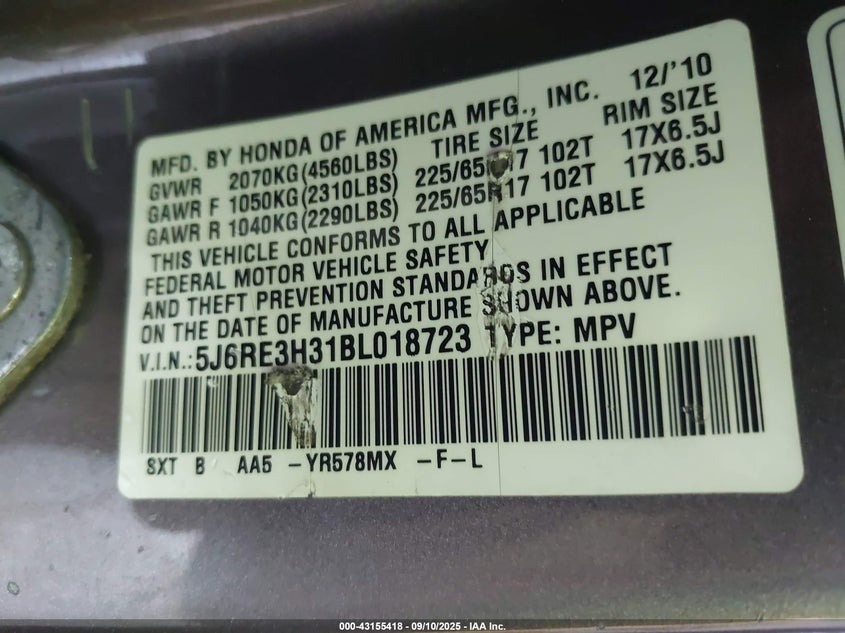 MFD. BY HONDA OF AMERICA MFG., INC. 12/'10
TIRE SIZE RIM SIZE
GVWR 2070KG(4560LBS)
GAWR F 1050KG(2310LBS) 225/65R17 102T 17X6.5J
GAWR R 1040KG(2290LBS) 225/65R17 102T 17X6.5J
THIS VEHICLE CONFORMS TO ALL APPLICABLE
FEDERAL MOTOR VEHICLE SAFETY
AND THEFT PREVENTION STANDARDS IN EFFECT
ON THE DATE OF MANUFACTURE SHOWN ABOVE.
V.I.N.: 5J6RE3H31BL018723 TYPE: MPV
SXT B AA5 -YR578MX -F-L
000-43155418 - 09/10/2025 - IAA Inc.